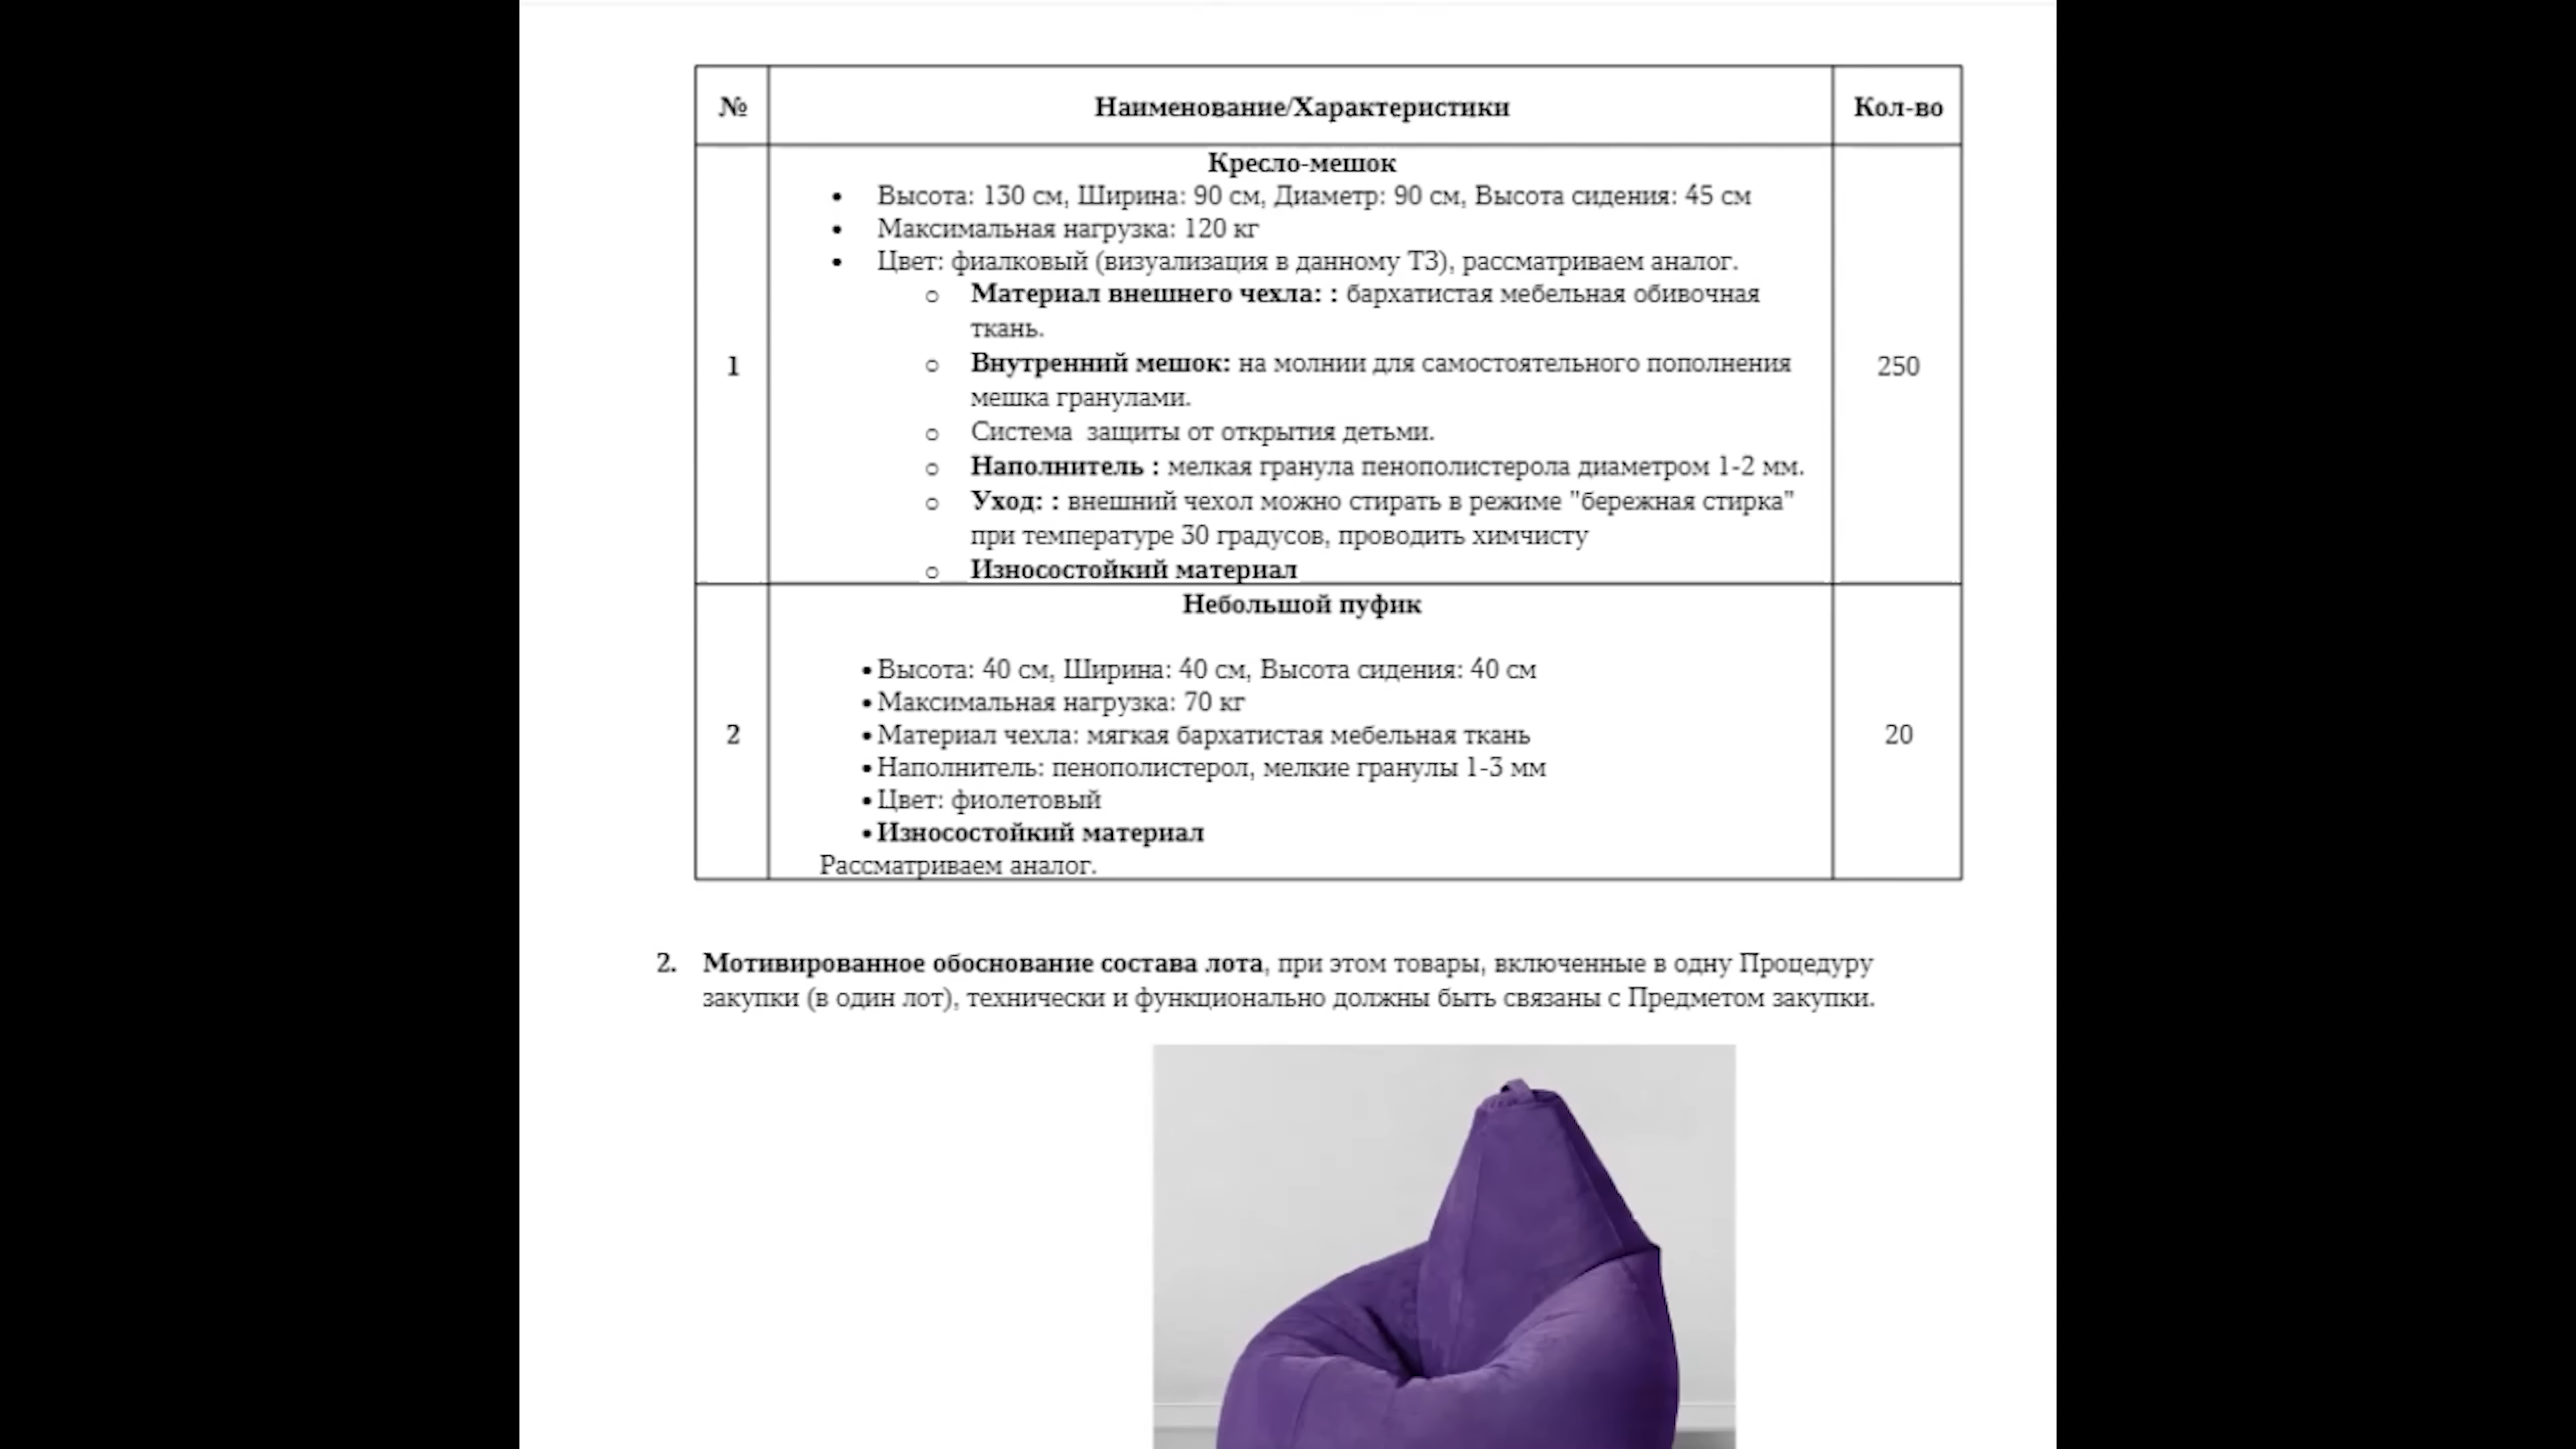 № Наименование/Характеристики Кол-во
Кресло-мешок
• Высота: 130 см, Ширина: 90 см, Диаметр: 90 см, Высота сидения: 45 см
• Максимальная нагрузка: 120 кг
• Цвет: фиалковый (визуализация в данному ТЗ), рассматриваем аналог.
o Материал внешнего чехла: : бархатистая мебельная обивочная
ткань.
o Внутренний мешок: на молнии для самостоятельного пополнения
1
250
мешка гранулами.
o Система защиты от открытия детьми.
o Наполнитель : мелкая гранула пенополистерола диаметром 1-2 мм.
o Уход: : внешний чехол можно стирать в режиме "бережная стирка"
при температуре 30 градусов, проводить химчисту
o Износостойкий материал
Небольшой пуфик
• Высота: 40 см, Ширина: 40 см, Высота сидения: 40 см
• Максимальная нагрузка: 70 кг
2 • Материал чехла: мягкая бархатистая мебельная ткань 20
• Наполнитель: пенополистерол, мелкие гранулы 1-3 мм
• Цвет: фиолетовый
• Износостойкий материал
Рассматриваем аналог.
2. Мотивированное обоснование состава лота, при этом товары, включенные в одну Процедуру
закупки (в один лот), технически и функционально должны быть связаны с Предметом закупки.